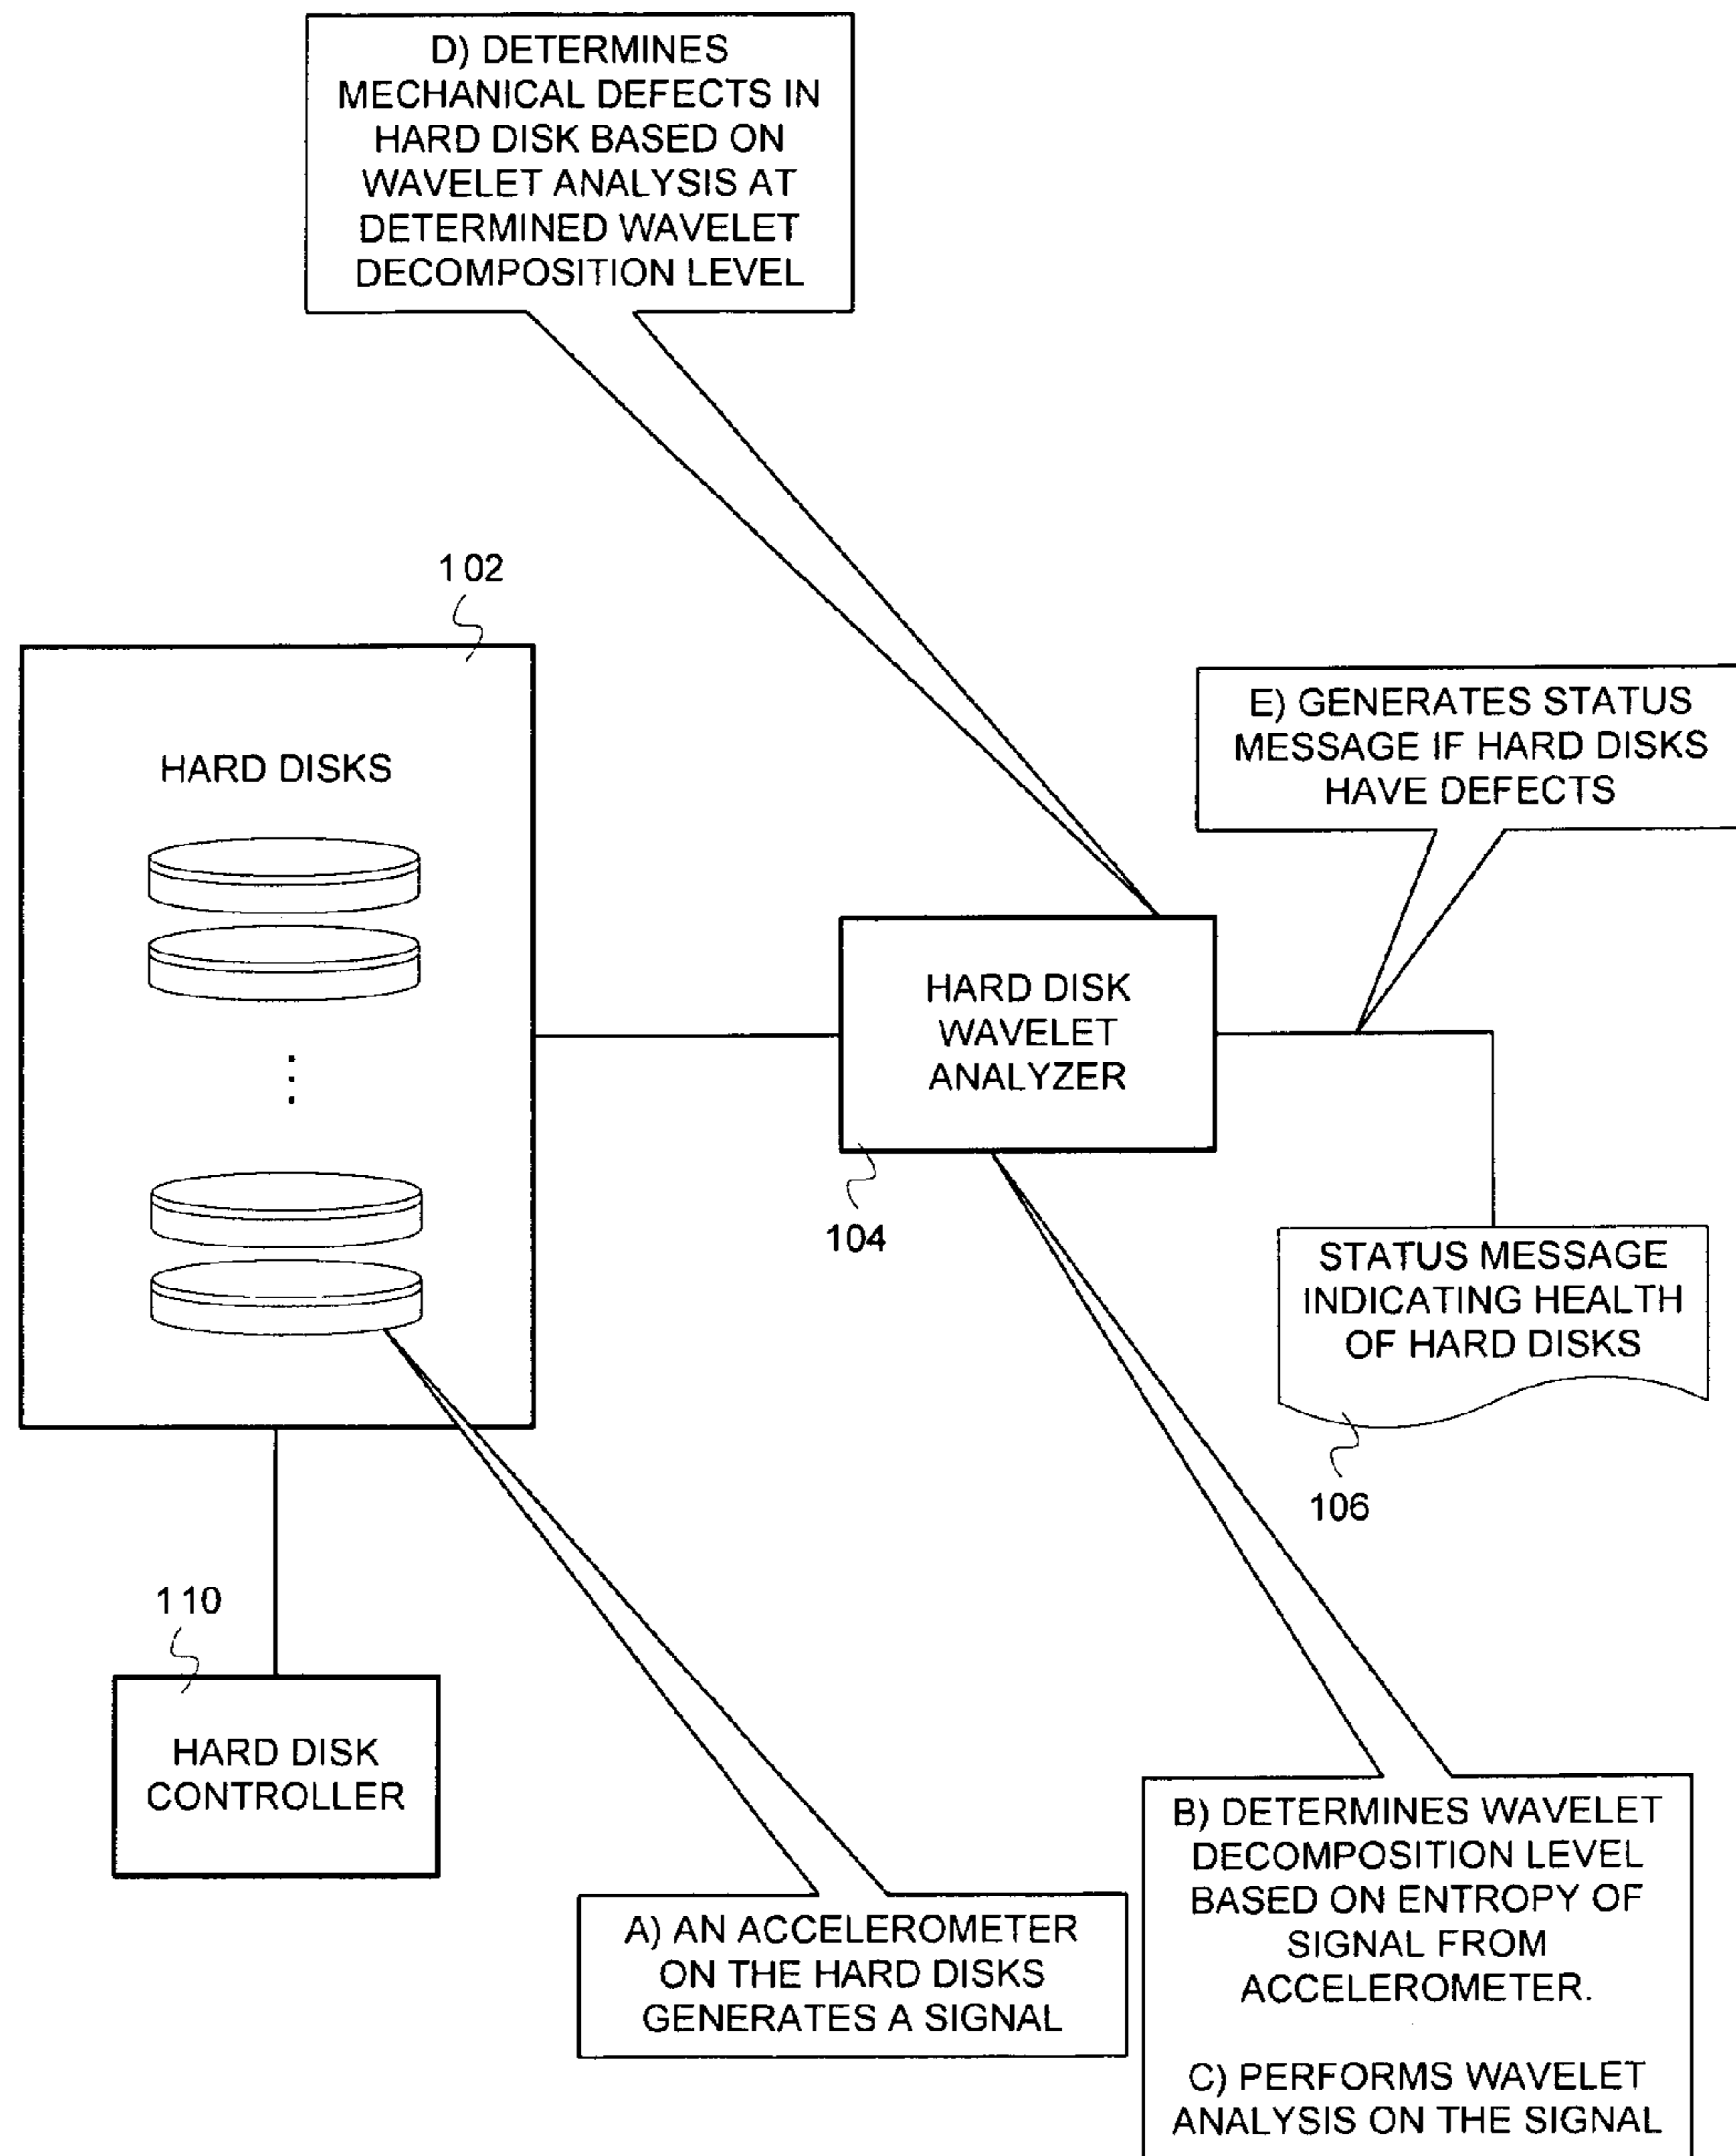 D) DETERMINES
MECHANICAL DEFECTS IN
HARD DISK BASED ON
WAVELET ANALYSIS AT
DETERMINED WAVELET
DECOMPOSITION LEVEL
102
HARD DISKS
E) GENERATES STATUS
MESSAGE IF HARD DISKS
HAVE DEFECTS
HARD DISK
WAVELET
ANALYZER
104
STATUS MESSAGE
INDICATING HEALTH
OF HARD DISKS
106
110
HARD DISK
CONTROLLER
A) AN ACCELEROMETER
ON THE HARD DISKS
GENERATES A SIGNAL
B) DETERMINES WAVELET
DECOMPOSITION LEVEL
BASED ON ENTROPY OF
SIGNAL FROM
ACCELEROMETER.
C) PERFORMS WAVELET
ANALYSIS ON THE SIGNAL